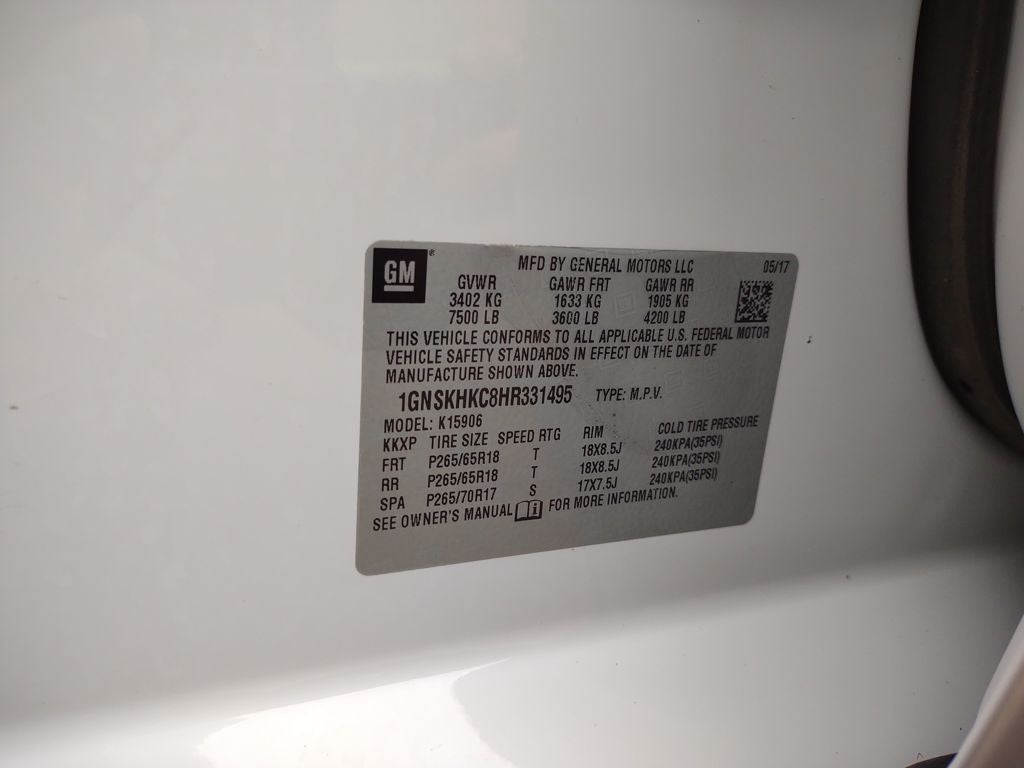 GM
MFD BY GENERAL MOTORS LLC 05/17
GVWR GAWR FRT GAWR RR
3402 KG 1633 KG 1905 KG
7500 LB 3600 LB 4200 LB
THIS VEHICLE CONFORMS TO ALL APPLICABLE U.S. FEDERAL MOTOR
VEHICLE SAFETY STANDARDS IN EFFECT ON THE DATE OF
MANUFACTURE SHOWN ABOVE.
1GNSKHKC8HR331495 TYPE: M.P.V.
MODEL: K15906
KKXP TIRE SIZE SPEED RTG RIM COLD TIRE PRESSURE
FRT P265/65R18 T 18X8.5J 240KPA(35PSI)
RR P265/65R18 T 18X8.5J 240KPA(35PSI)
SPA P265/70R17 S 17X7.5J 240KPA(35PSI)
SEE OWNER'S MANUAL FOR MORE INFORMATION.